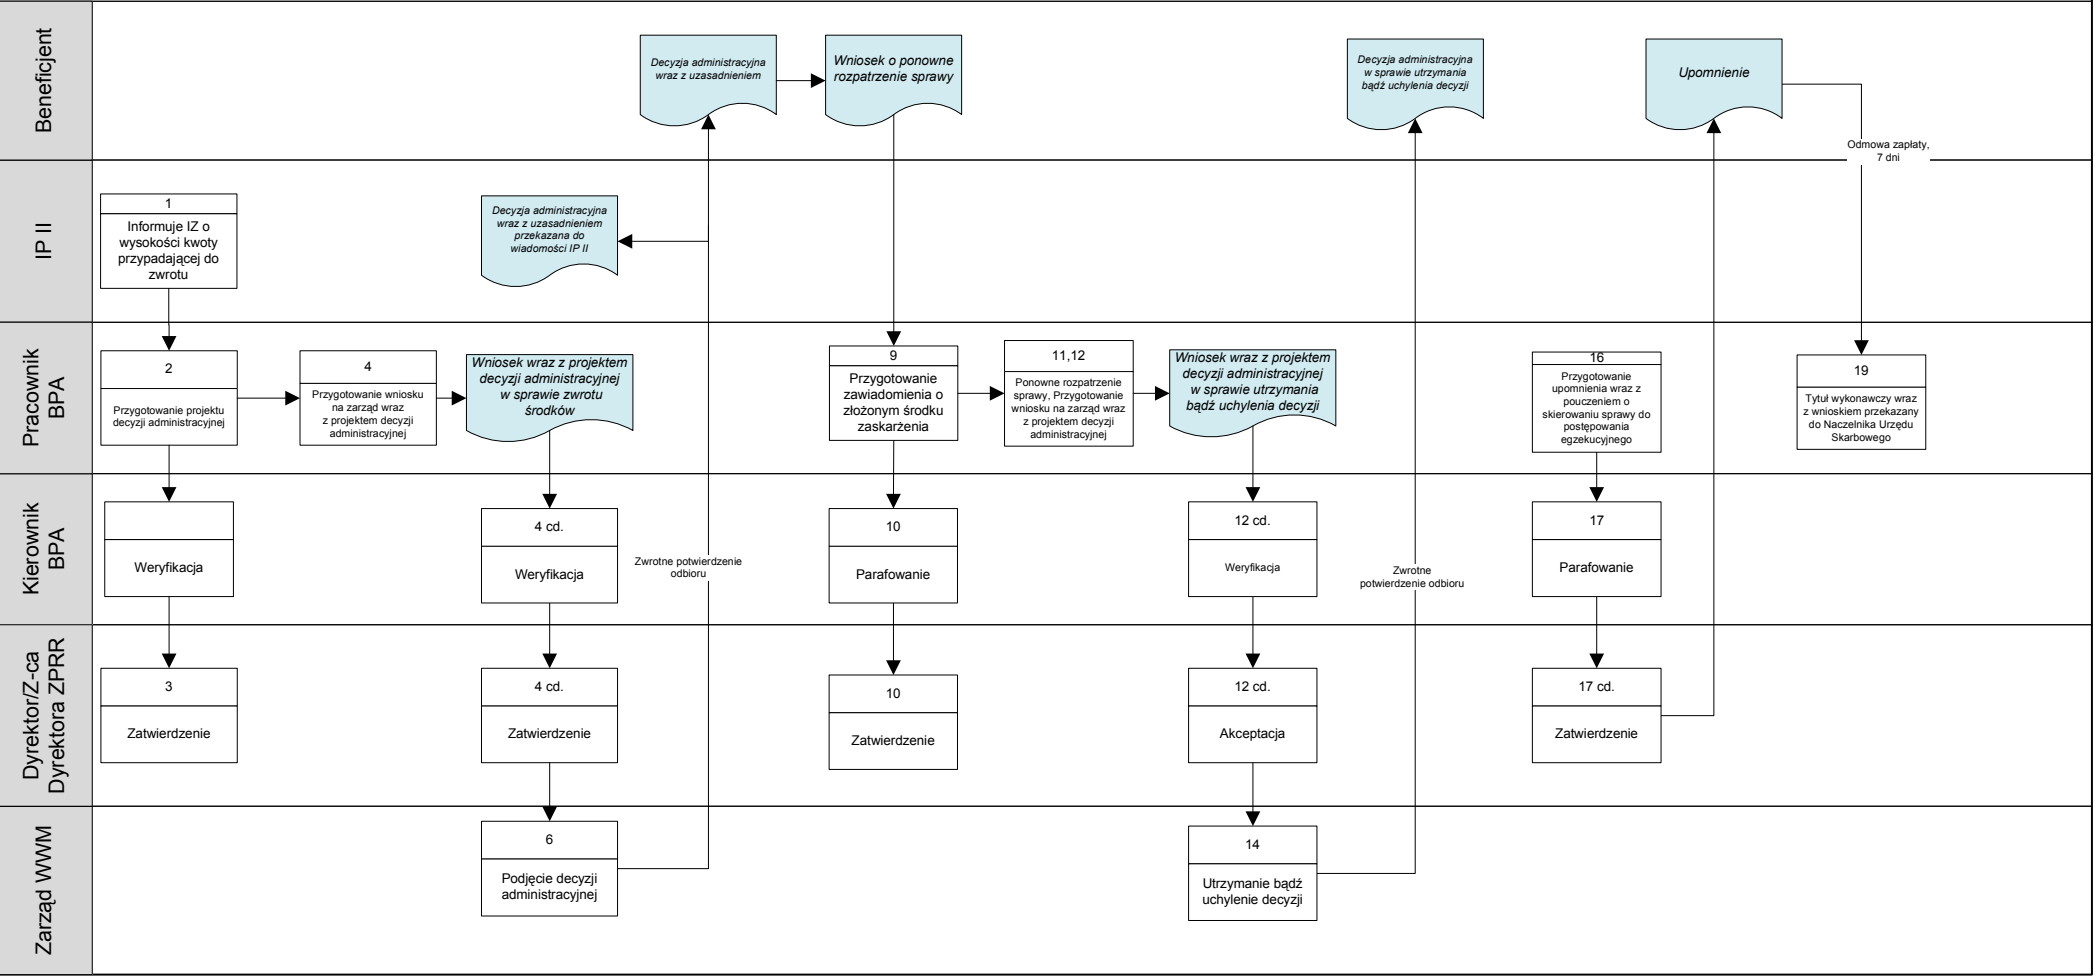 Beneficjent
Decyzja administracyjna
wraz z uzasadnieniem
Wniosek o ponowne
rozpatrzenie sprawy
Decyzja administracyjna
w sprawie utrzymania
bądź uchylenia decyzji
Upomnienie
Odmowa zapłaty,
7 dni
IP II
1
Informuje IZ o
wysokości kwoty
przypadającej do
zwrotu
Decyzja administracyjna
wraz z uzasadnieniem
przekazana do
wiadomości IP II
Pracownik
BPA
2
Przygotowanie projektu
decyzji administracyjnej
4
Przygotowanie wniosku
na zarząd wraz
z projektem decyzji
administracyjnej
Wniosek wraz z projektem
decyzji administracyjnej
w sprawie zwrotu
środków
9
Przygotowanie
zawiadomienia o
złożonym środku
zaskarżenia
11,12
Ponowne rozpatrzenie
sprawy, Przygotowanie
wniosku na zarząd wraz
z projektem decyzji
administracyjnej
Wniosek wraz z projektem
decyzji administracyjnej
w sprawie utrzymania
bądź uchylenia decyzji
16
Przygotowanie
upomnienia wraz z
pouczeniem o
skierowaniu sprawy do
postępowania
egzekucyjnego
19
Tytuł wykonawczy wraz
z wnioskiem przekazany
do Naczelnika Urzędu
Skarbowego
Kierownik
BPA
Weryfikacja
4 cd.
Weryfikacja
Zwrotne potwierdzenie
odbioru
10
Parafowanie
12 cd.
Weryfikacja
Zwrotne
potwierdzenie odbioru
17
Parafowanie
Dyrektor/Z-ca
Dyrektora ZPRR
3
Zatwierdzenie
4 cd.
Zatwierdzenie
10
Zatwierdzenie
12 cd.
Akceptacja
17 cd.
Zatwierdzenie
Zarząd WWM
6
Podjęcie decyzji
administracyjnej
14
Utrzymanie bądź
uchylenie decyzji